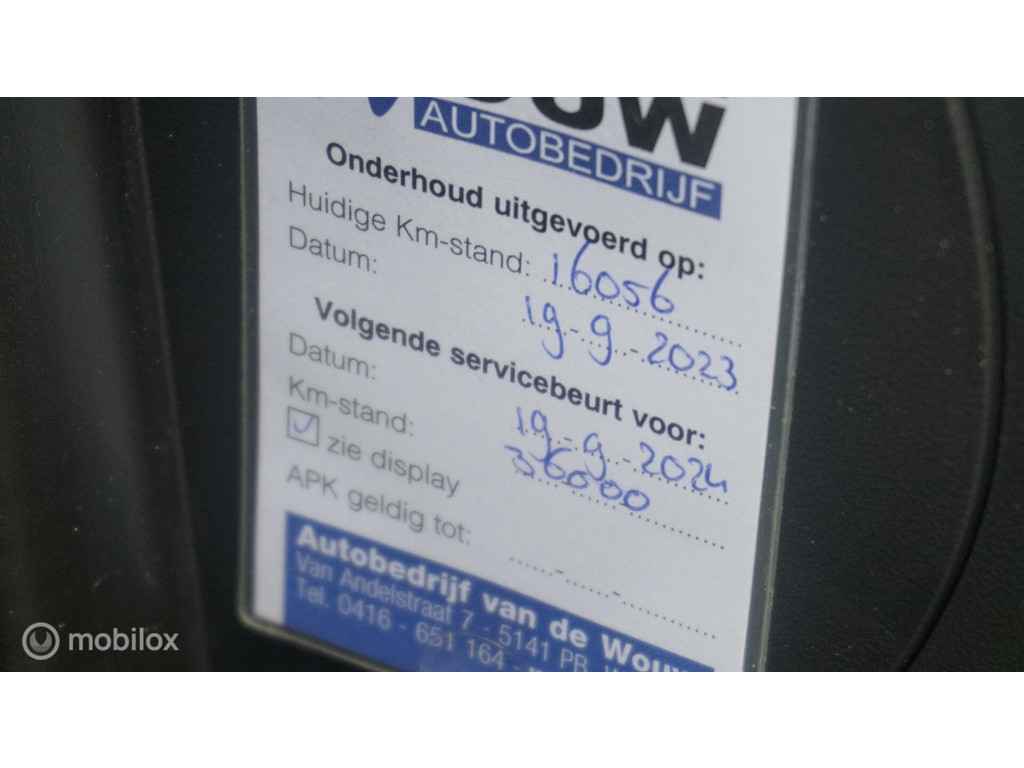 AUTOBEDRIJF
Onderhoud uitgevoerd op:
Huidige Km-stand: 16056
Datum: 19-9-2023
Volgende servicebeurt voor:
Datum: 19-9-2024
Km-stand: 36000
zie display
APK geldig tot:
Autobedrijf van de Wouw
Van Andelstraat 7 - 5141 PR
Tel. 0416 - 651 164 -
mobilox